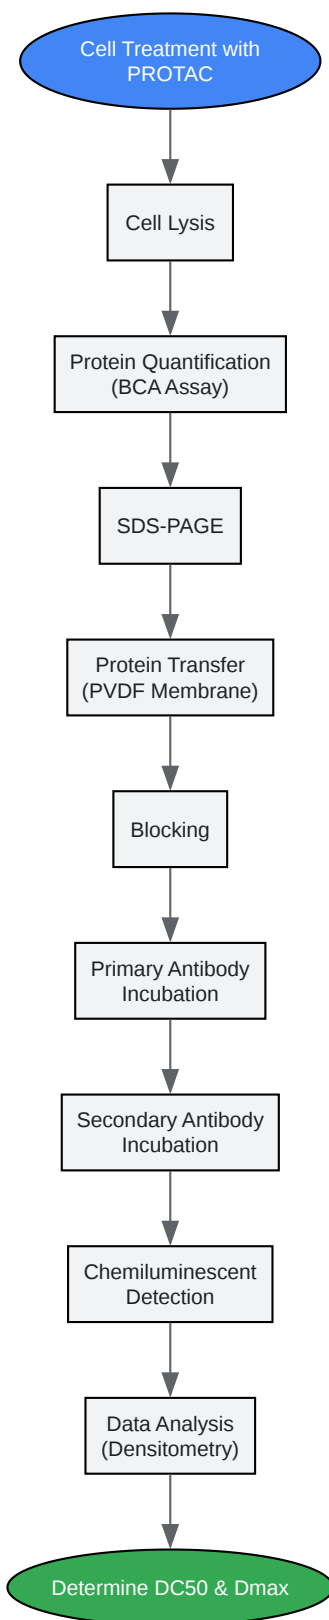 Cell Treatment with
PROTAC
Cell Lysis
Protein Quantification
(BCA Assay)
SDS-PAGE
Protein Transfer
(PVDF Membrane)
Blocking
Primary Antibody
Incubation
Secondary Antibody
Incubation
Chemiluminescent
Detection
Data Analysis
(Densitometry)
Determine DC50 & Dmax